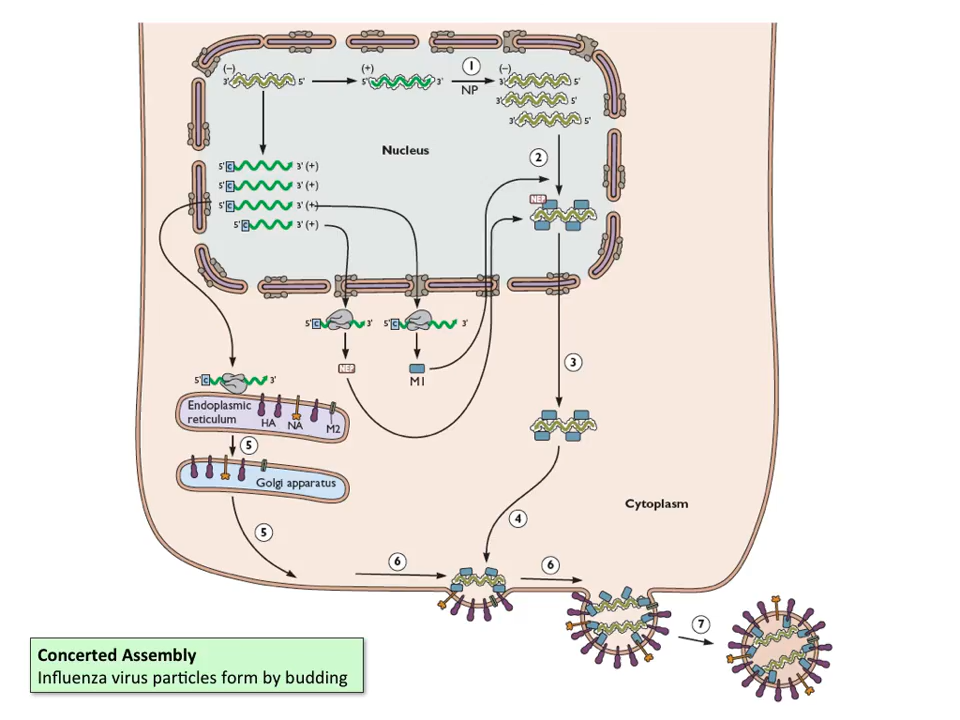 (−) (+) 1 (−)
3' 5' 5' 3' NP 3' 5'
3' 5'
3' 5'
Nucleus 2
5' c 3' (+)
5' c 3' (+)
5' c 3' (+) NEP
5' c 3' (+)
5' c 3' 5' c 3'
NEP M1 3
5' c 3'
Endoplasmic
reticulum HA NA M2
5
Golgi apparatus
Cytoplasm
5 4
6 6
7
Concerted Assembly
Influenza virus particles form by budding